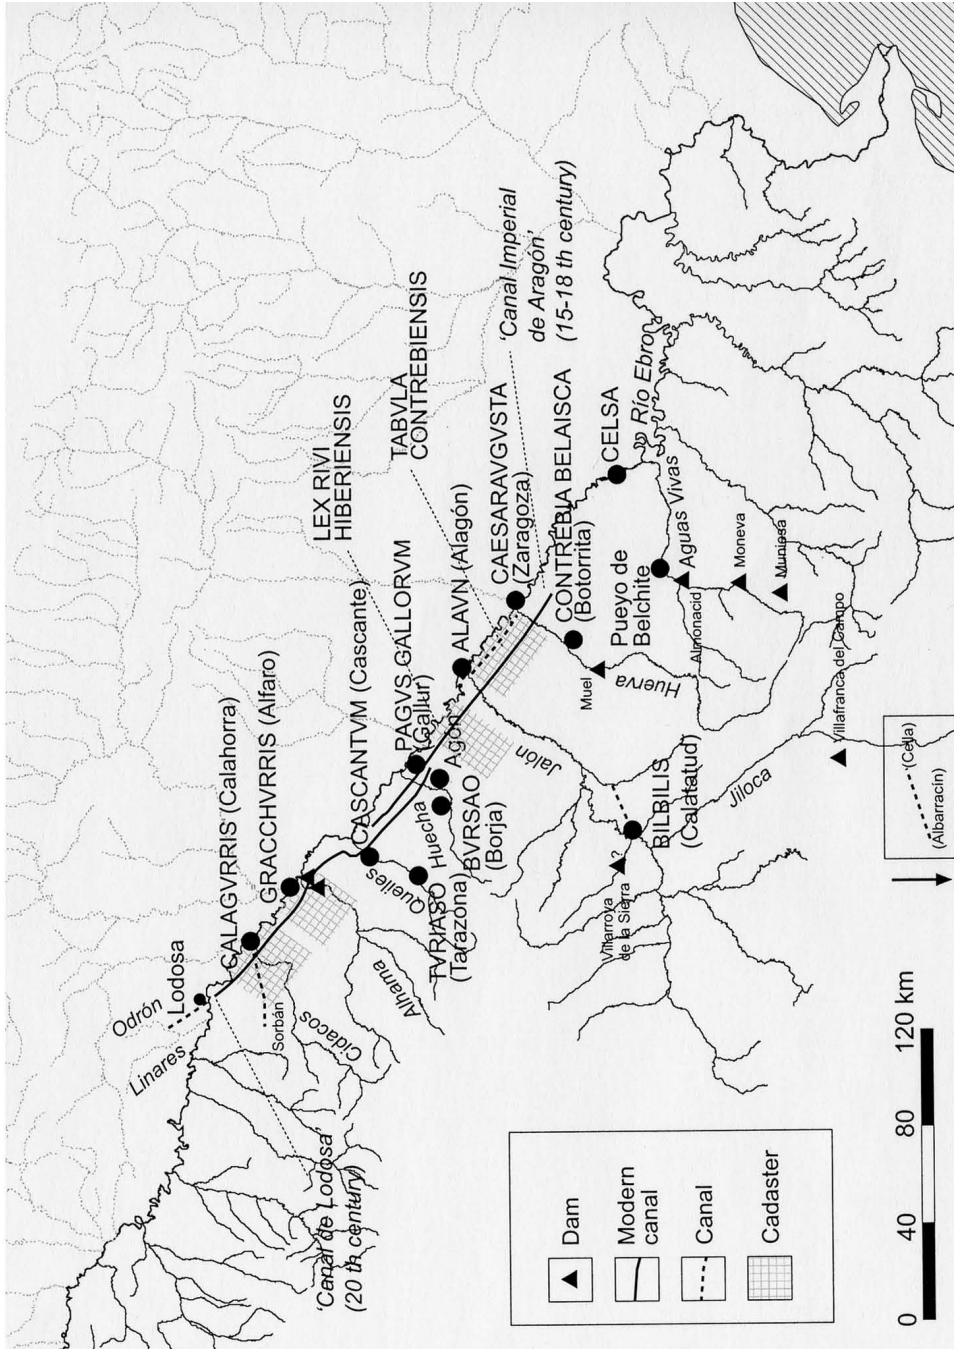 Odrón
Lodosa
Linares
Sorbán
Cidacos
'Canal de Lodosa'
(20 th century)
CALAGVRRIS (Calahorra)
GRACCHVRRIS (Alfaro)
CASCANTVM (Cascante)
Alhama
Queiles
TVRIASO
(Tarazona)
Huecha
BVRSAO
(Borja)
PAGVS GALLORVM
(Gallur)
Agón
LEX RIVI
HIBERIENSIS
ALAVN (Alagón)
TABVLA
CONTREBIENSIS
CAESARAVGVSTA
(Zaragoza)
'Canal Imperial
de Aragón'
(15-18 th century)
CONTREBIA BELAISCA
(Botorrita)
CELSA
Río Ebro
Jalón
Muel
Huerva
Pueyo de
Belchite
Aguas Vivas
Almonacid
Moneva
Muniesa
?
Villarroya
de la Sierra
BILBILIS
(Calatatud)
Jiloca
Villafranca del Campo
(Albarracín)
(Cella)
Dam
Modern
canal
Canal
Cadaster
0
40
80
120 km